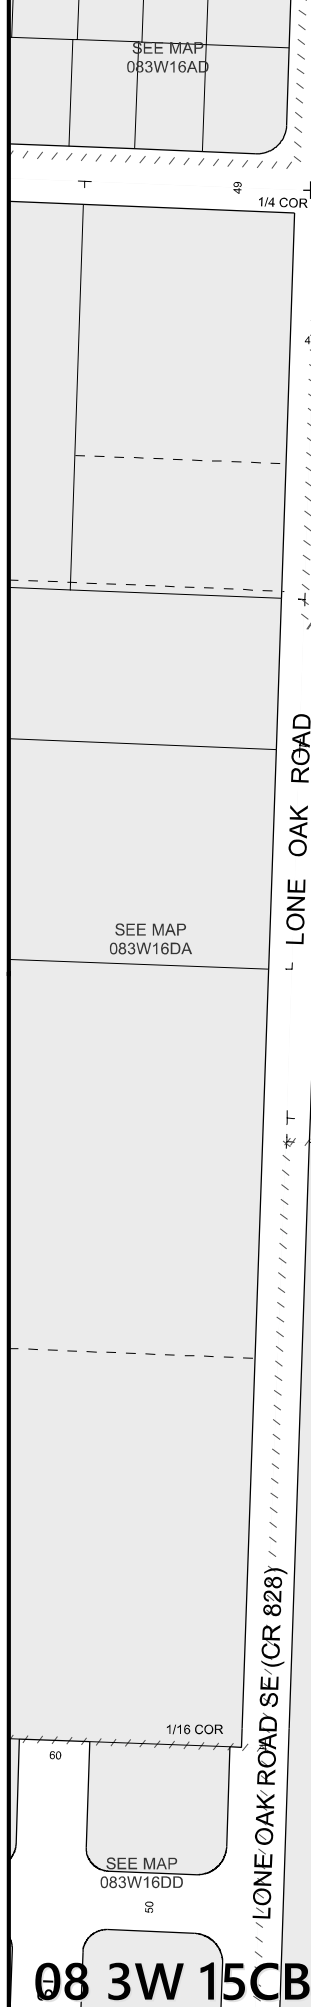 SEE MAP
083W16AD
49
1/4 COR
4
LONE OAK ROAD
SEE MAP
083W16DA
LONE OAK ROAD SE (CR 828)
1/16 COR
60
SEE MAP
083W16DD
50
08 3W 15CB